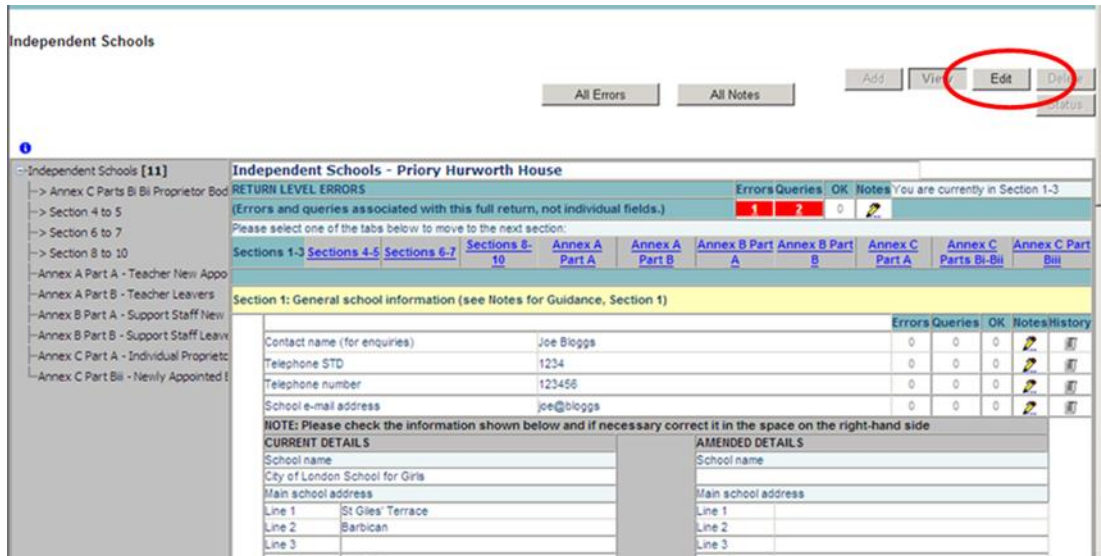 Independent Schools
Add View Edit Delete
All Errors All Notes
Status
Independent Schools [11]
Independent Schools - Priory Hurworth House
--> Annex C Parts Bi Bii Proprietor Bod
RETURN LEVEL ERRORS Errors Queries OK Notes You are currently in Section 1-3
--> Section 4 to 5
(Errors and queries associated with this full return, not individual fields.) 1 2 0
--> Section 6 to 7
Please select one of the tabs below to move to the next section:
--> Section 8 to 10
Sections 1-3 Sections 4-5 Sections 6-7 Sections 8-10 Annex A Part A Annex A Part B Annex B Part A Annex B Part B Annex C Part A Annex C Parts Bi-Bii Annex C Part Biii
Annex A Part A - Teacher New Appo
Annex A Part B - Teacher Leavers
Section 1: General school information (see Notes for Guidance, Section 1)
Annex B Part A - Support Staff New
Errors Queries OK Notes History
Annex B Part B - Support Staff Leave
Contact name (for enquiries) Joe Bloggs 0 0 0
Annex C Part A - Individual Proprietc
Telephone STD 1234 0 0 0
Annex C Part Biii - Newly Appointed E
Telephone number 123456 0 0 0
School e-mail address joe@bloggs 0 0 0
NOTE: Please check the information shown below and if necessary correct it in the space on the right-hand side
CURRENT DETAILS AMENDED DETAILS
School name School name
City of London School for Girls
Main school address Main school address
Line 1 St Giles' Terrace Line 1
Line 2 Barbican Line 2
Line 3 Line 3